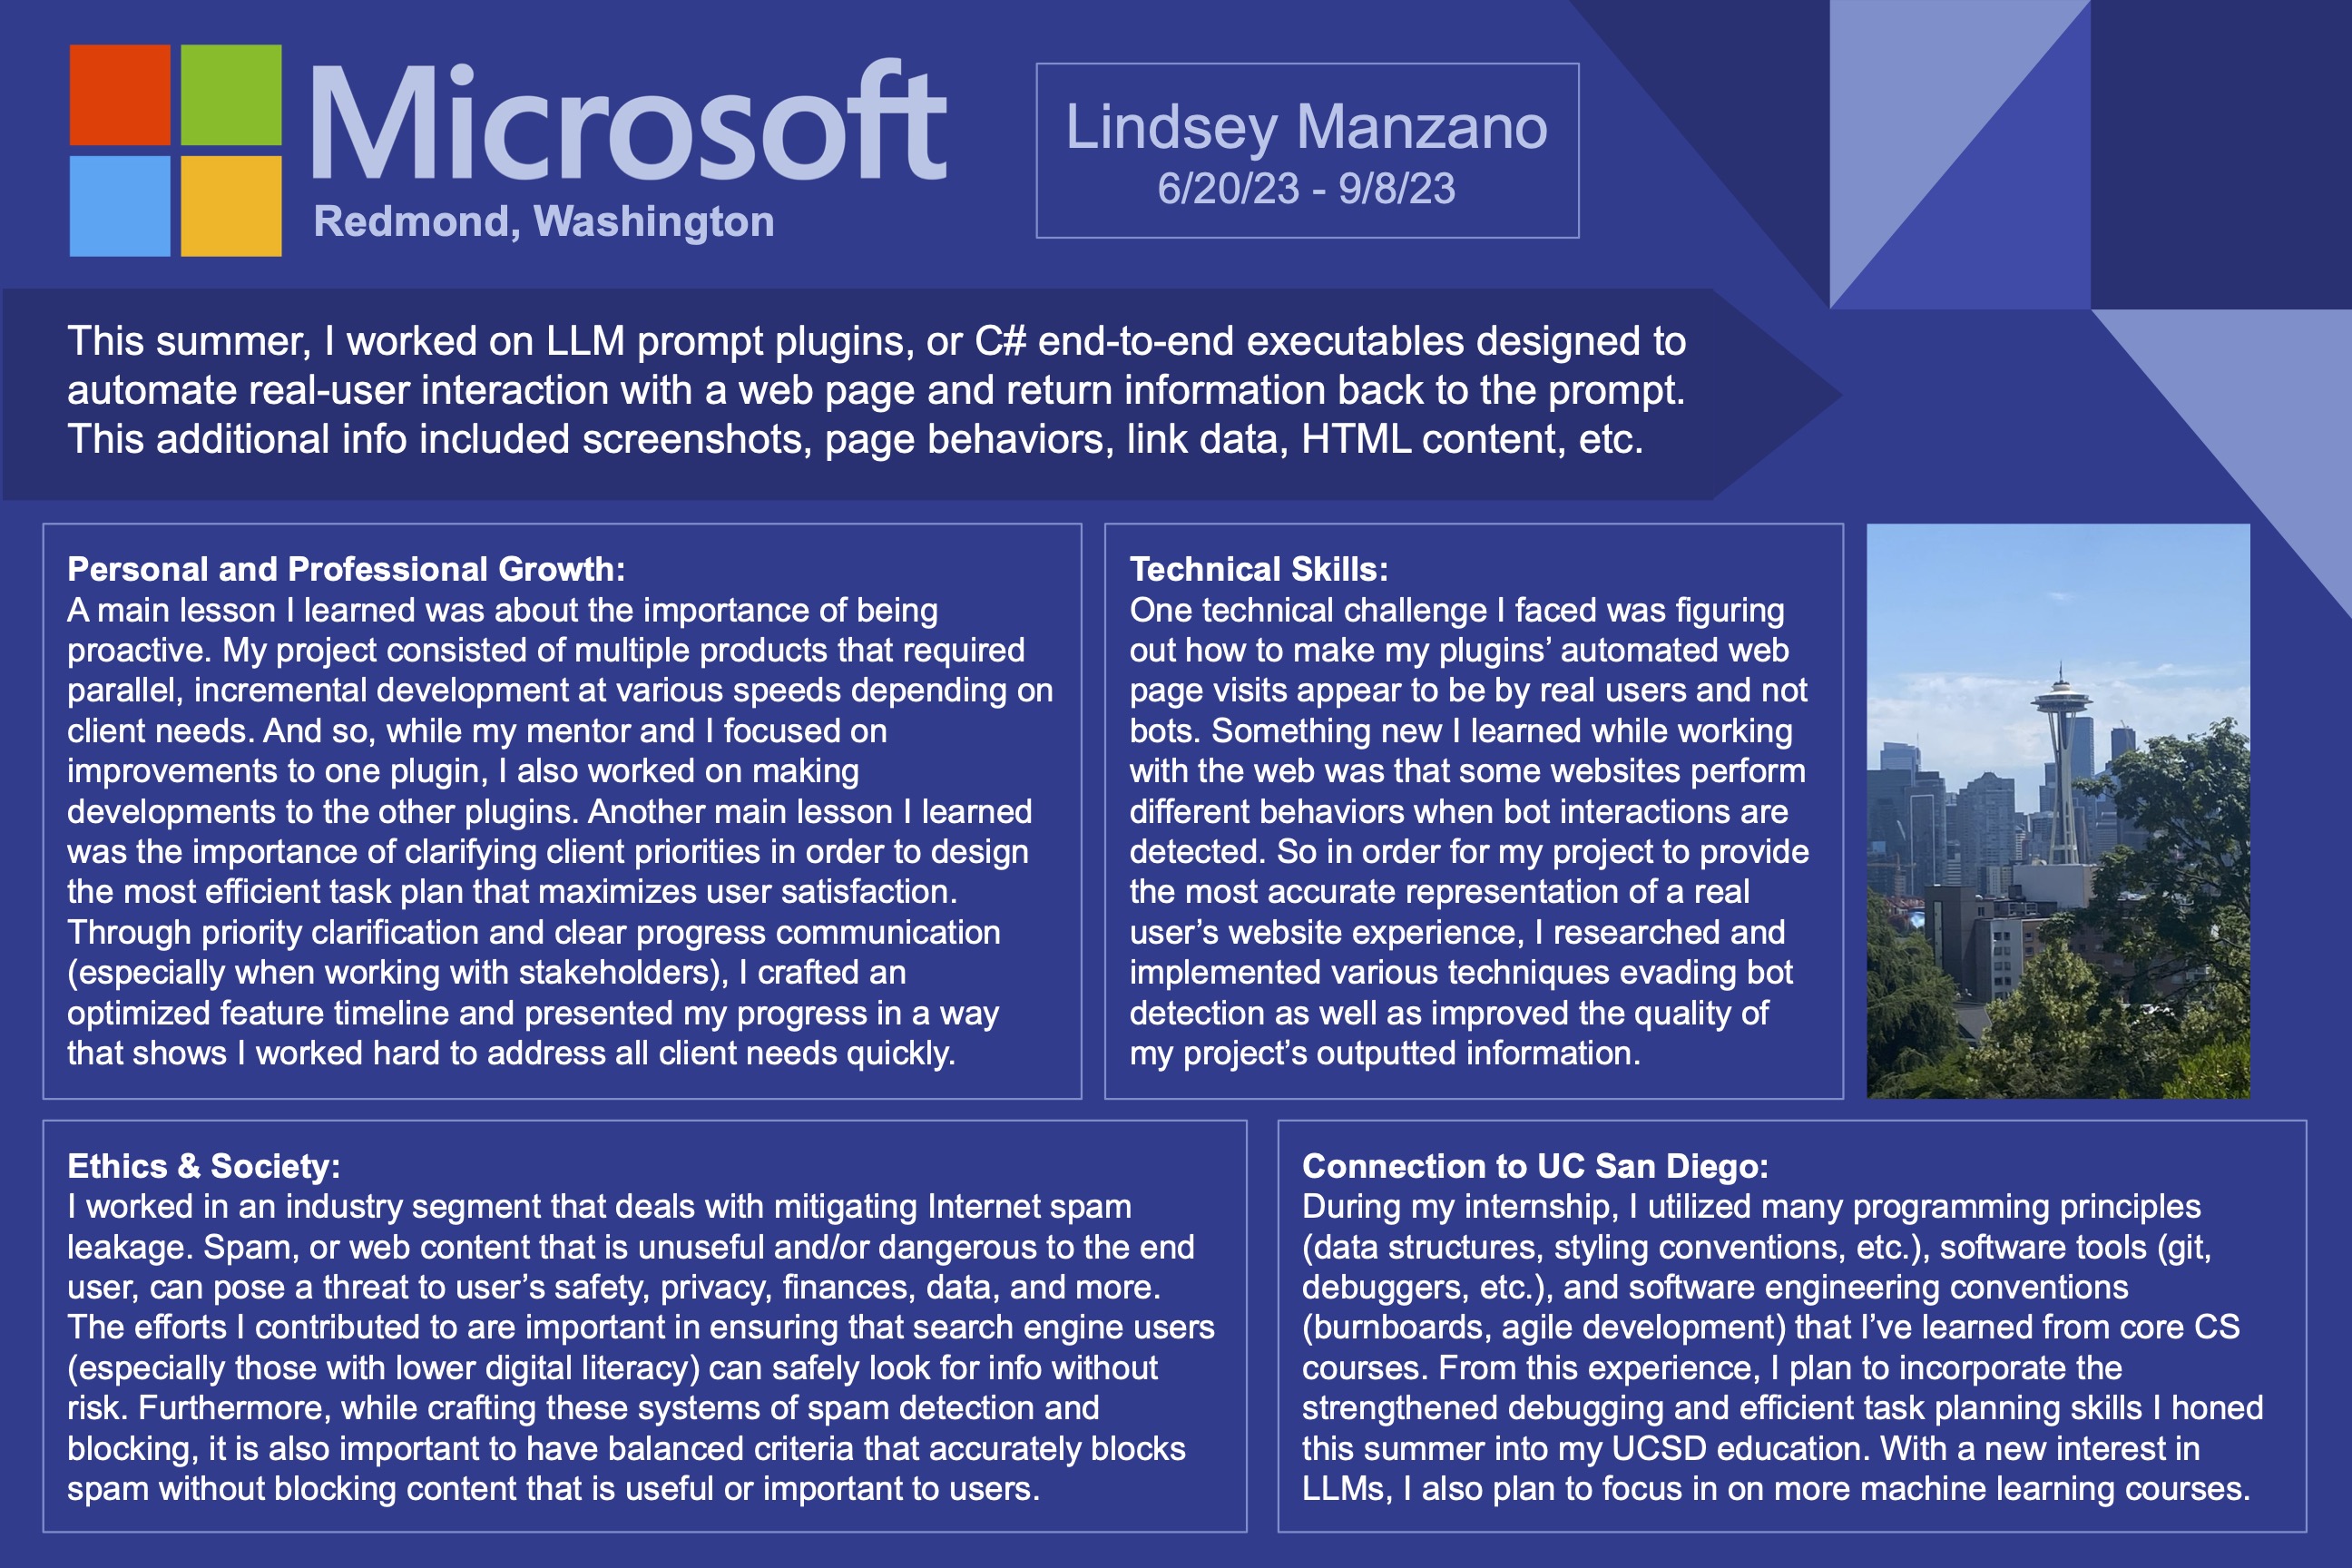 Microsoft
Redmond, Washington
Lindsey Manzano
6/20/23 - 9/8/23
This summer, I worked on LLM prompt plugins, or C# end-to-end executables designed to
automate real-user interaction with a web page and return information back to the prompt.
This additional info included screenshots, page behaviors, link data, HTML content, etc.
Personal and Professional Growth:
A main lesson I learned was about the importance of being
proactive. My project consisted of multiple products that required
parallel, incremental development at various speeds depending on
client needs. And so, while my mentor and I focused on
improvements to one plugin, I also worked on making
developments to the other plugins. Another main lesson I learned
was the importance of clarifying client priorities in order to design
the most efficient task plan that maximizes user satisfaction.
Through priority clarification and clear progress communication
(especially when working with stakeholders), I crafted an
optimized feature timeline and presented my progress in a way
that shows I worked hard to address all client needs quickly.
Technical Skills:
One technical challenge I faced was figuring
out how to make my plugins’ automated web
page visits appear to be by real users and not
bots. Something new I learned while working
with the web was that some websites perform
different behaviors when bot interactions are
detected. So in order for my project to provide
the most accurate representation of a real
user’s website experience, I researched and
implemented various techniques evading bot
detection as well as improved the quality of
my project’s outputted information.
Ethics & Society:
I worked in an industry segment that deals with mitigating Internet spam
leakage. Spam, or web content that is unuseful and/or dangerous to the end
user, can pose a threat to user’s safety, privacy, finances, data, and more.
The efforts I contributed to are important in ensuring that search engine users
(especially those with lower digital literacy) can safely look for info without
risk. Furthermore, while crafting these systems of spam detection and
blocking, it is also important to have balanced criteria that accurately blocks
spam without blocking content that is useful or important to users.
Connection to UC San Diego:
During my internship, I utilized many programming principles
(data structures, styling conventions, etc.), software tools (git,
debuggers, etc.), and software engineering conventions
(burnboards, agile development) that I’ve learned from core CS
courses. From this experience, I plan to incorporate the
strengthened debugging and efficient task planning skills I honed
this summer into my UCSD education. With a new interest in
LLMs, I also plan to focus in on more machine learning courses.